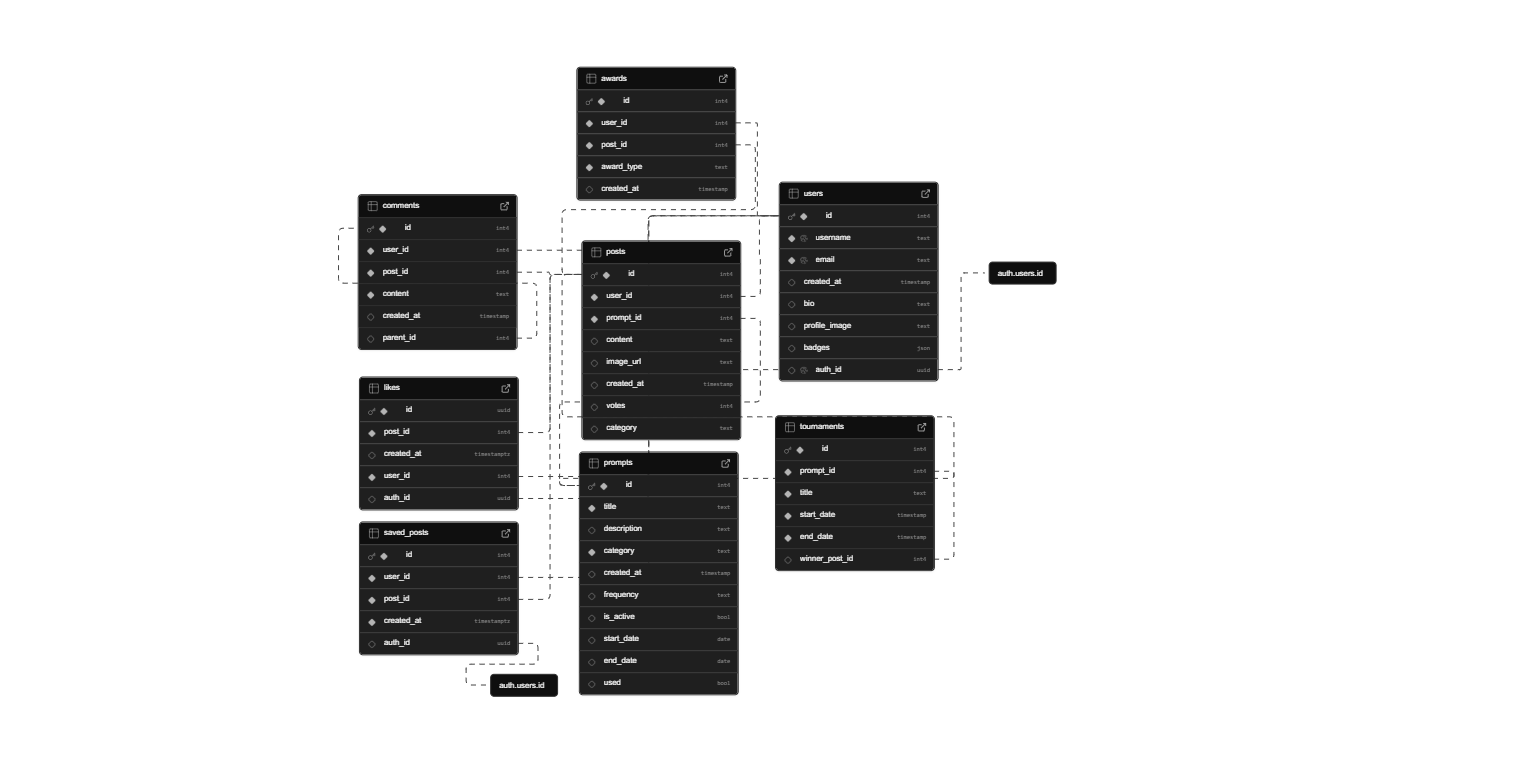 awards
id int4
user_id int4
post_id int4
award_type text
created_at timestamp
users
id int4
username text
email text
created_at timestamp
bio text
profile_image text
badges json
auth_id uuid
auth.users.id
comments
id int4
user_id int4
post_id int4
content text
created_at timestamp
parent_id int4
posts
id int4
user_id int4
prompt_id int4
content text
image_url text
created_at timestamp
votes int4
category text
likes
id uuid
post_id int4
created_at timestamptz
user_id int4
auth_id uuid
tournaments
id int4
prompt_id int4
title text
start_date timestamp
end_date timestamp
winner_post_id int4
prompts
id int4
title text
description text
category text
created_at timestamp
frequency text
is_active bool
start_date date
end_date date
used bool
saved_posts
id int4
user_id int4
post_id int4
created_at timestamptz
auth_id uuid
auth.users.id